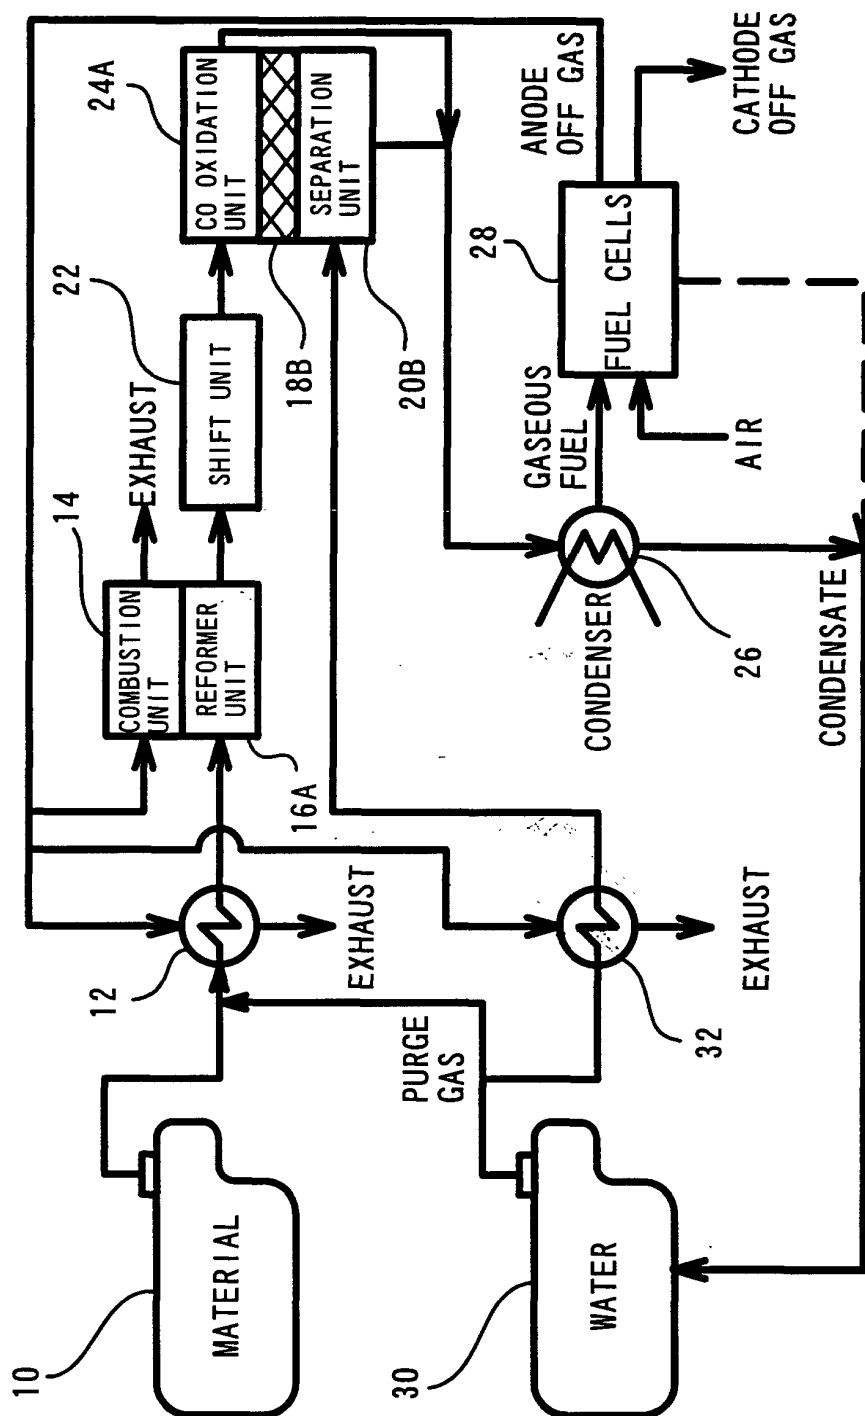 10
MATERIAL
12
EXHAUST
14
COMBUSTION
UNIT
REFORMER
UNIT
16A
EXHAUST
22
SHIFT UNIT
24A
CO OXIDATION
UNIT
SEPARATION
UNIT
18B
20B
30
WATER
PURGE
GAS
32
EXHAUST
CONDENSER
26
CONDENSATE
GASEOUS
FUEL
AIR
28
FUEL CELLS
ANODE
OFF GAS
CATHODE
OFF GAS